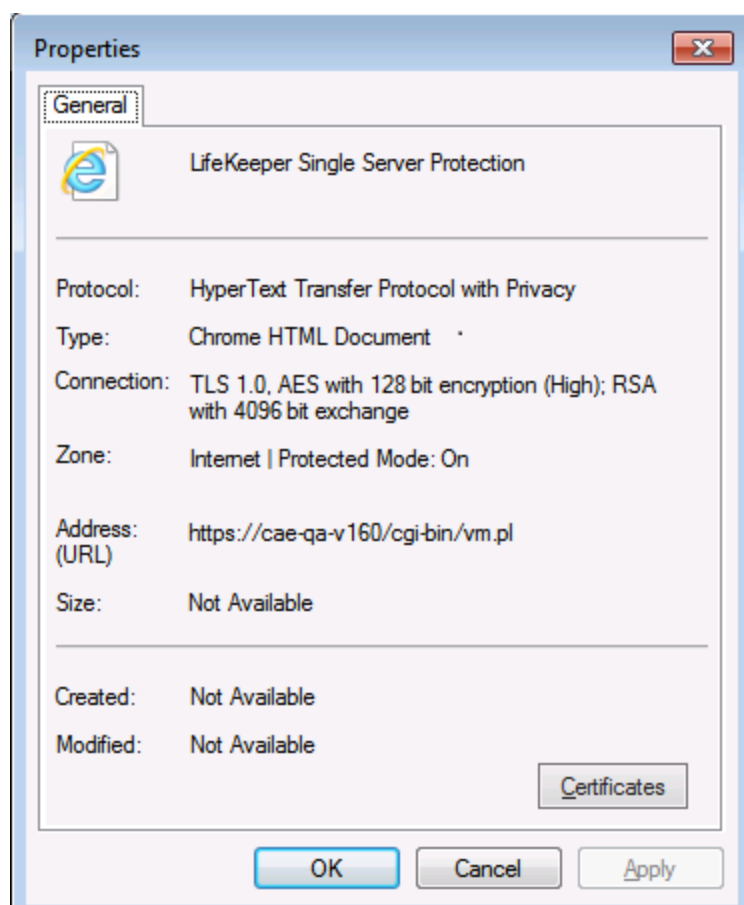 Properties
General
LifeKeeper Single Server Protection
Protocol: HyperText Transfer Protocol with Privacy
Type: Chrome HTML Document
Connection: TLS 1.0, AES with 128 bit encryption (High); RSA
with 4096 bit exchange
Zone: Internet | Protected Mode: On
Address: https://cae-qa-v160/cgi-bin/vm.pl
(URL)
Size: Not Available
Created: Not Available
Modified: Not Available
Certificates
OK Cancel Apply